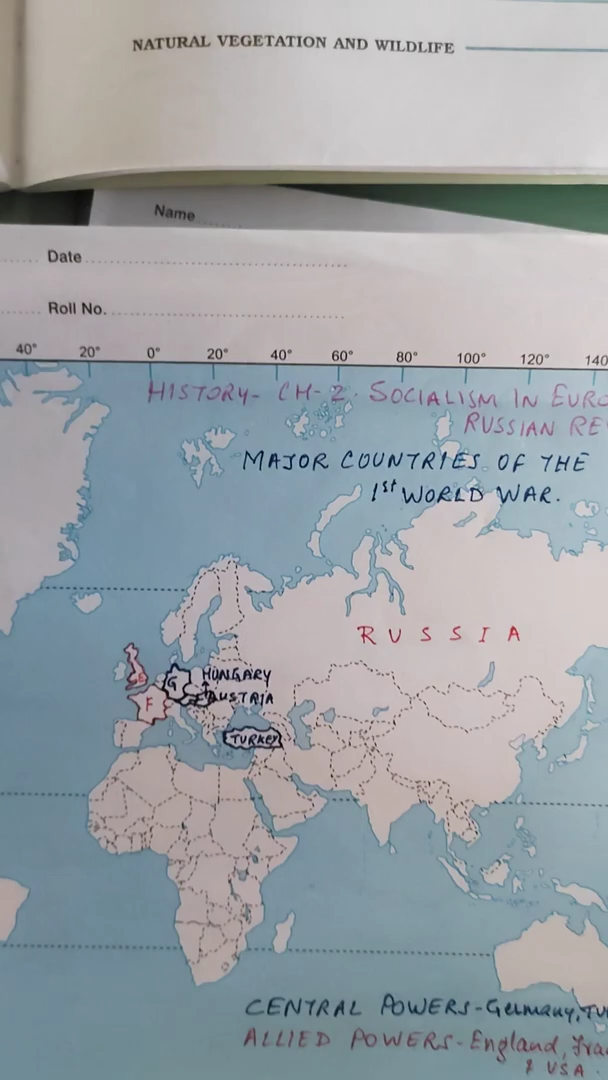 NATURAL VEGETATION AND WILDLIFE
Name
Date
Roll No.
40° 20° 0° 20° 40° 60° 80° 100° 120° 140
HISTORY- CH-2. SOCIALISM IN EURO
RUSSIAN RE
MAJOR COUNTRIES OF THE
1st WORLD WAR.
RUSSIA
E
G HUNGARY
F AUSTRIA
TURKEY
CENTRAL POWERS-Germany, TU
ALLIED POWERS-England, Fra
& USA.